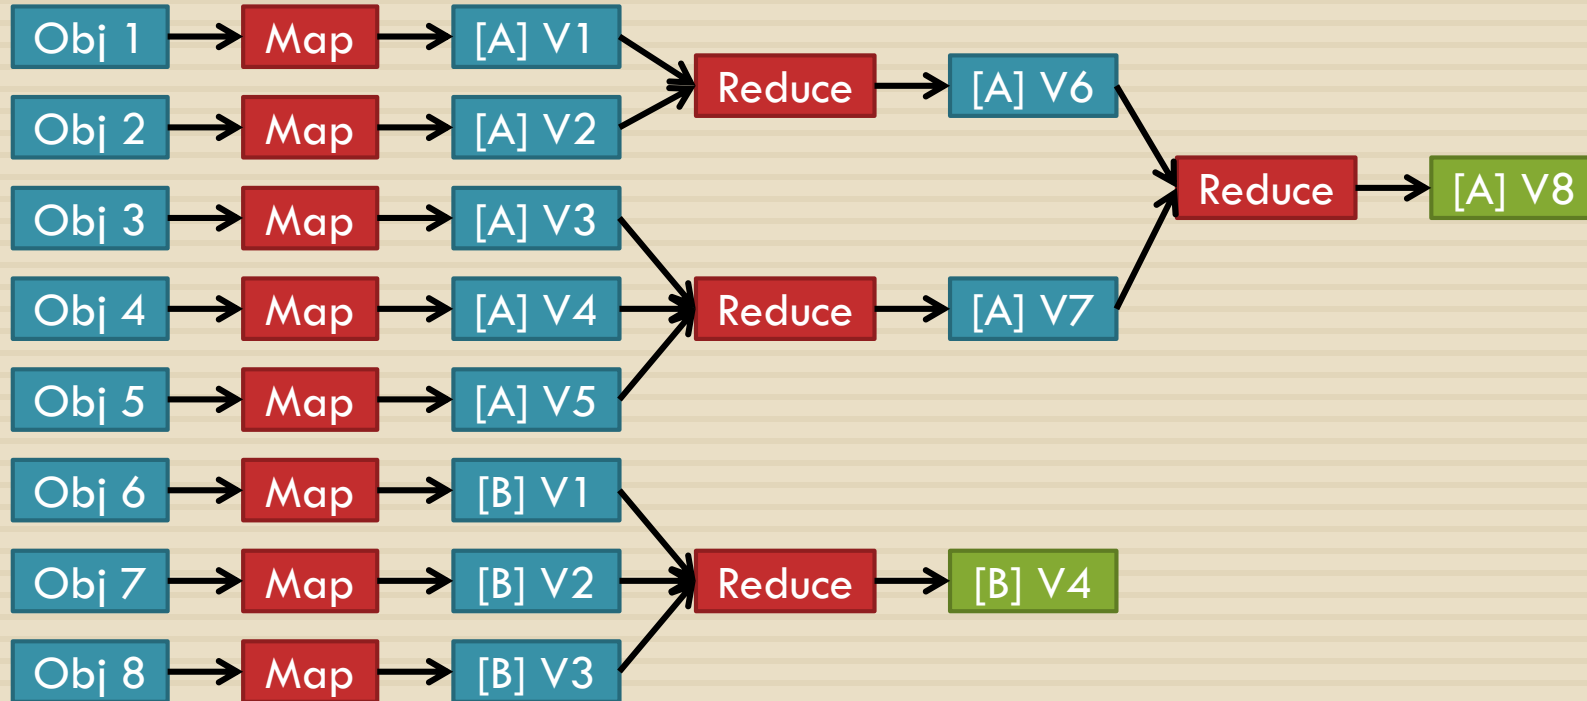 Obj 1 Map [A] V1
Reduce [A] V6
Obj 2 Map [A] V2
Reduce [A] V8
Obj 3 Map [A] V3
Obj 4 Map [A] V4 Reduce [A] V7
Obj 5 Map [A] V5
Obj 6 Map [B] V1
Obj 7 Map [B] V2 Reduce [B] V4
Obj 8 Map [B] V3